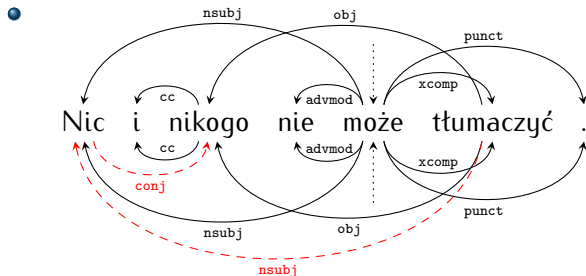 nsubj obj
punct
cc advmod xcomp
Nic i nikogo nie może tłumaczyć .
cc advmod xcomp
conj
nsubj obj punct
nsubj